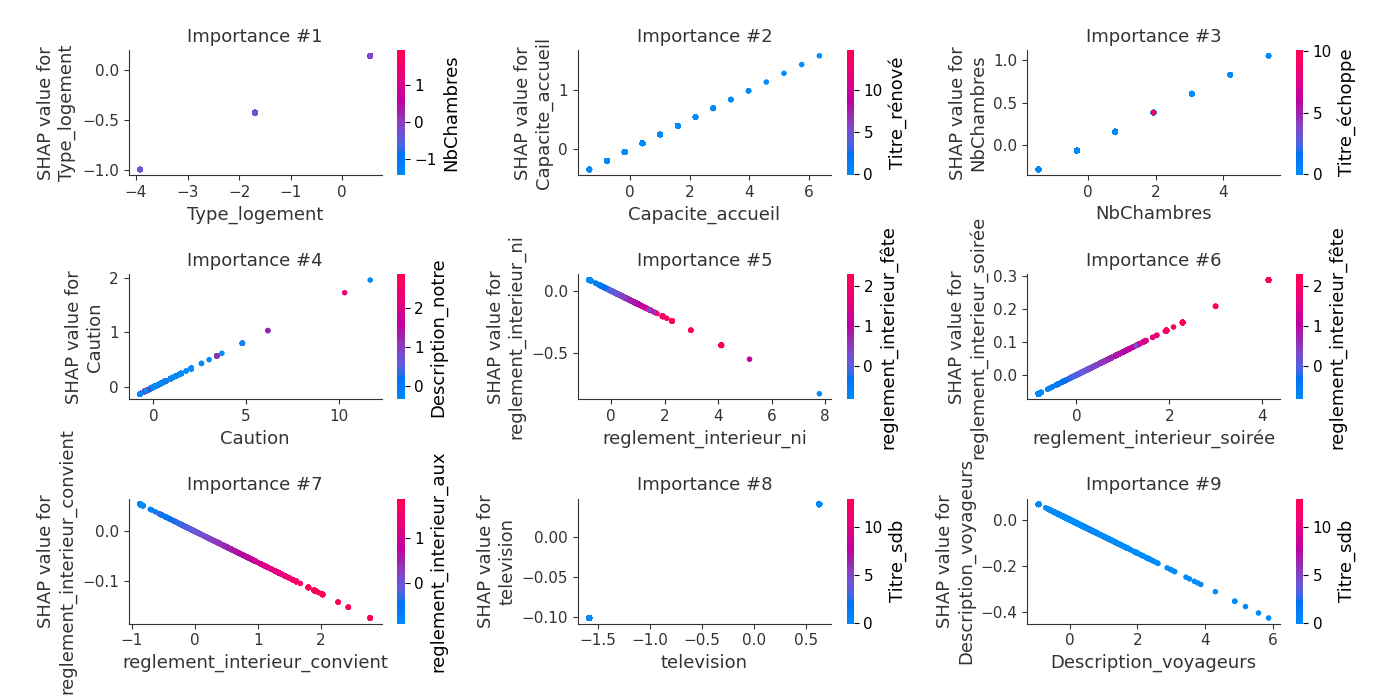 Importance #1
SHAP value for
Type_logement
0.0
−0.5
−1.0
−4
−3
−2
−1
0
Type_logement
1
0
−1
NbChambres
Importance #2
SHAP value for
Capacite_accueil
1
0
0
2
4
6
Capacite_accueil
10
5
0
Titre_rénové
Importance #3
SHAP value for
NbChambres
1.0
0.5
0.0
0
2
4
NbChambres
10
5
0
Titre_échoppe
Importance #4
SHAP value for
Caution
2
1
0
0
5
10
Caution
2
1
0
Description_notre
Importance #5
SHAP value for
reglement_interieur_ni
0.0
−0.5
0
2
4
6
8
reglement_interieur_ni
2
1
0
reglement_interieur_fête
Importance #6
SHAP value for
reglement_interieur_soirée
0.3
0.2
0.1
0.0
0
2
4
reglement_interieur_soirée
2
1
0
reglement_interieur_fête
Importance #7
SHAP value for
reglement_interieur_convient
0.0
−0.1
−1
0
1
2
reglement_interieur_convient
1
0
reglement_interieur_aux
Importance #8
SHAP value for
television
0.00
−0.05
−0.10
−1.5
−1.0
−0.5
0.0
0.5
television
10
5
0
Titre_sdb
Importance #9
SHAP value for
Description_voyageurs
0.0
−0.2
−0.4
0
2
4
6
Description_voyageurs
10
5
0
Titre_sdb